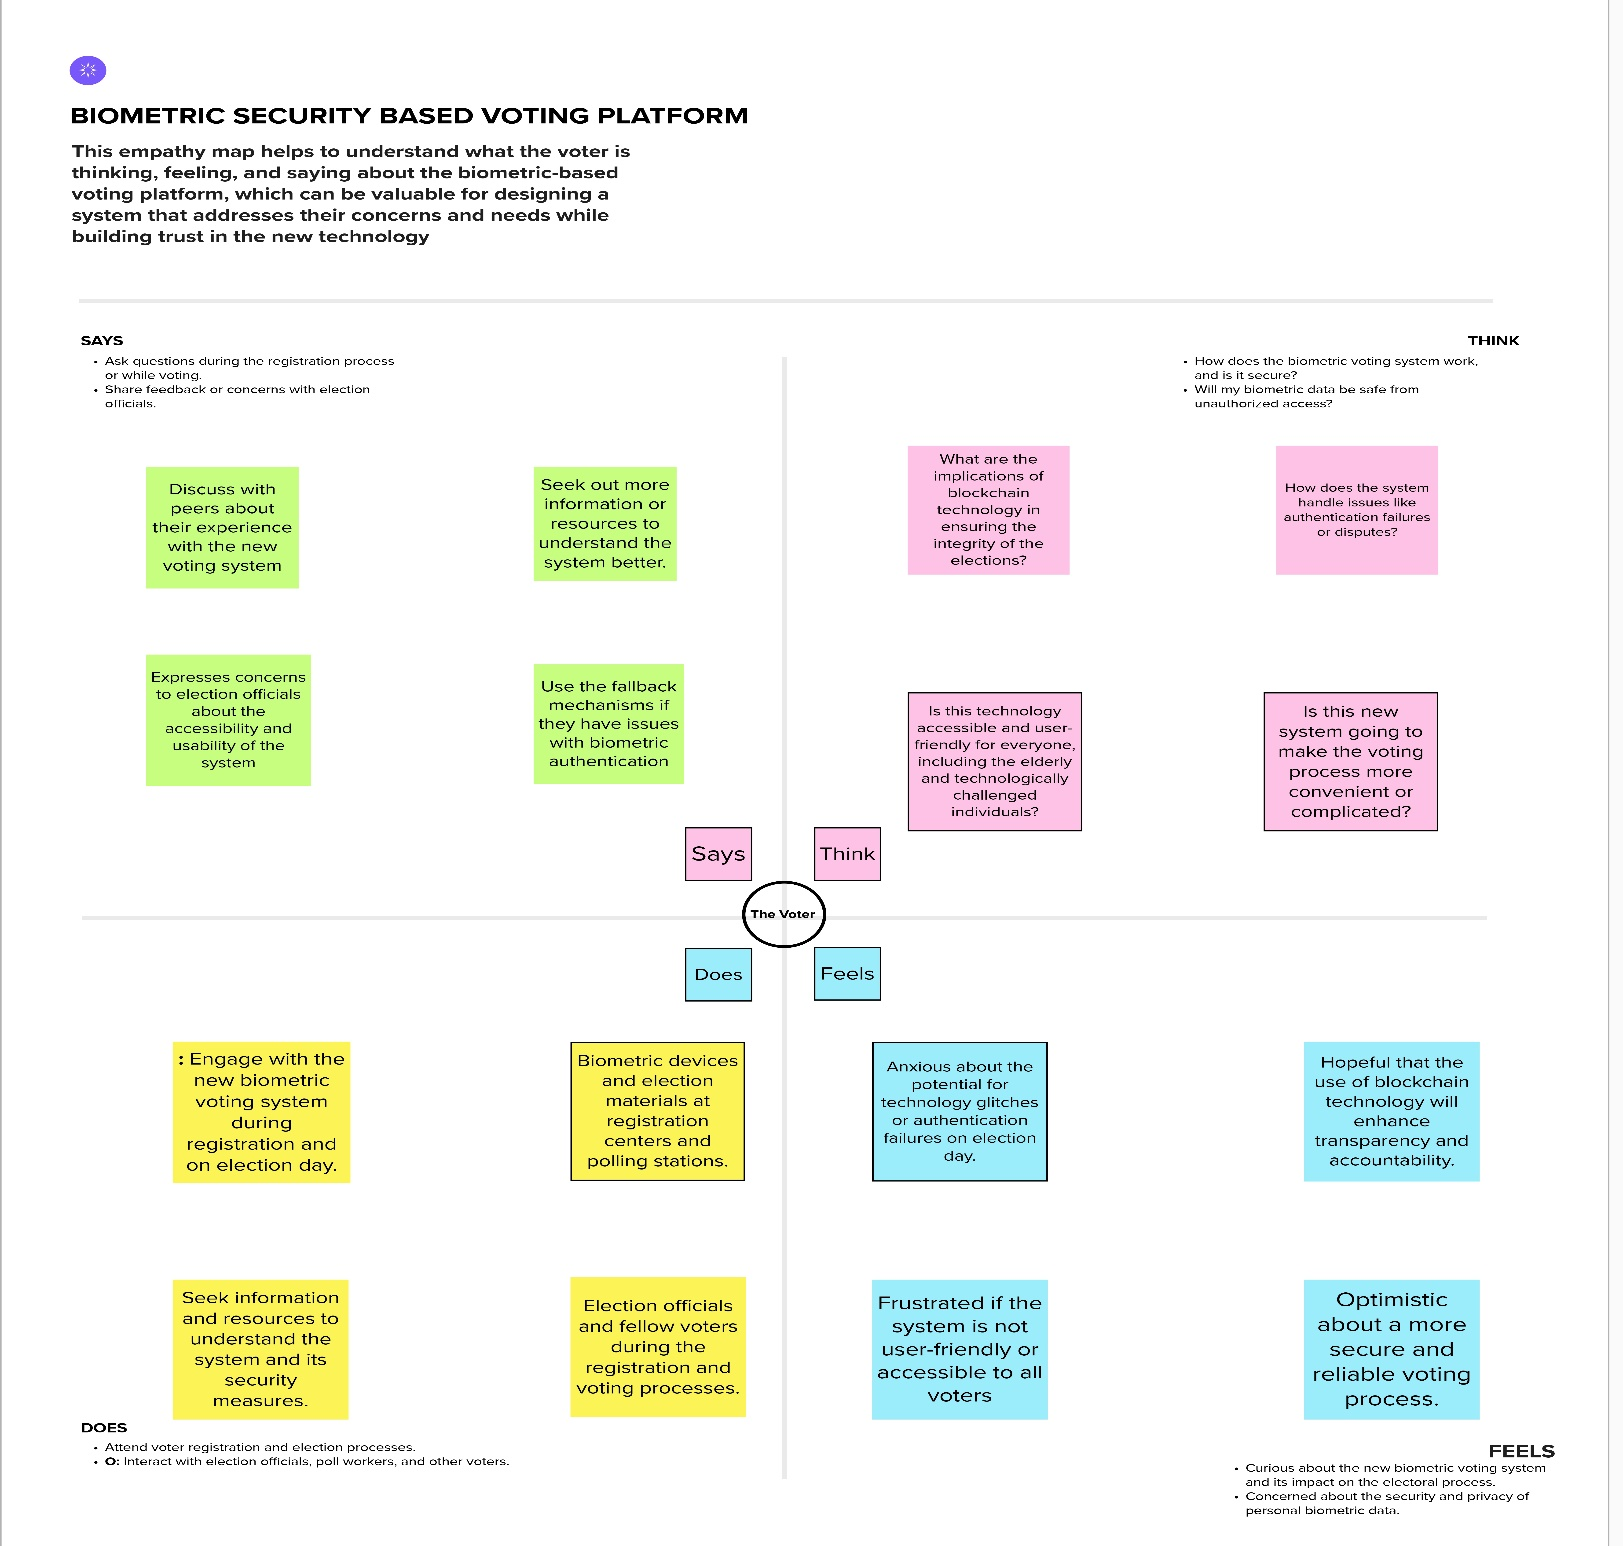 BIOMETRIC SECURITY BASED VOTING PLATFORM
This empathy map helps to understand what the voter is
thinking, feeling, and saying about the biometric-based
voting platform, which can be valuable for designing a
system that addresses their concerns and needs while
building trust in the new technology
SAYS
• Ask questions during the registration process
or while voting.
• Share feedback or concerns with election
officials.
THINK
• How does the biometric voting system work,
and is it secure?
• Will my biometric data be safe from
unauthorized access?
Discuss with
peers about
their experience
with the new
voting system
Seek out more
information or
resources to
understand the
system better.
What are the
implications of
blockchain
technology in
ensuring the
integrity of the
elections?
How does the system
handle issues like
authentication failures
or disputes?
Expresses concerns
to election officials
about the
accessibility and
usability of the
system
Use the fallback
mechanisms if
they have issues
with biometric
authentication
Is this technology
accessible and user-
friendly for everyone,
including the elderly
and technologically
challenged
individuals?
Is this new
system going to
make the voting
process more
convenient or
complicated?
Says
Think
The Voter
Does
Feels
: Engage with the
new biometric
voting system
during
registration and
on election day.
Biometric devices
and election
materials at
registration
centers and
polling stations.
Anxious about the
potential for
technology glitches
or authentication
failures on election
day.
Hopeful that the
use of blockchain
technology will
enhance
transparency and
accountability.
Seek information
and resources to
understand the
system and its
security
measures.
Election officials
and fellow voters
during the
registration and
voting processes.
Frustrated if the
system is not
user-friendly or
accessible to all
voters
Optimistic
about a more
secure and
reliable voting
process.
DOES
• Attend voter registration and election processes.
• O: Interact with election officials, poll workers, and other voters.
FEELS
• Curious about the new biometric voting system
and its impact on the electoral process.
• Concerned about the security and privacy of
personal biometric data.